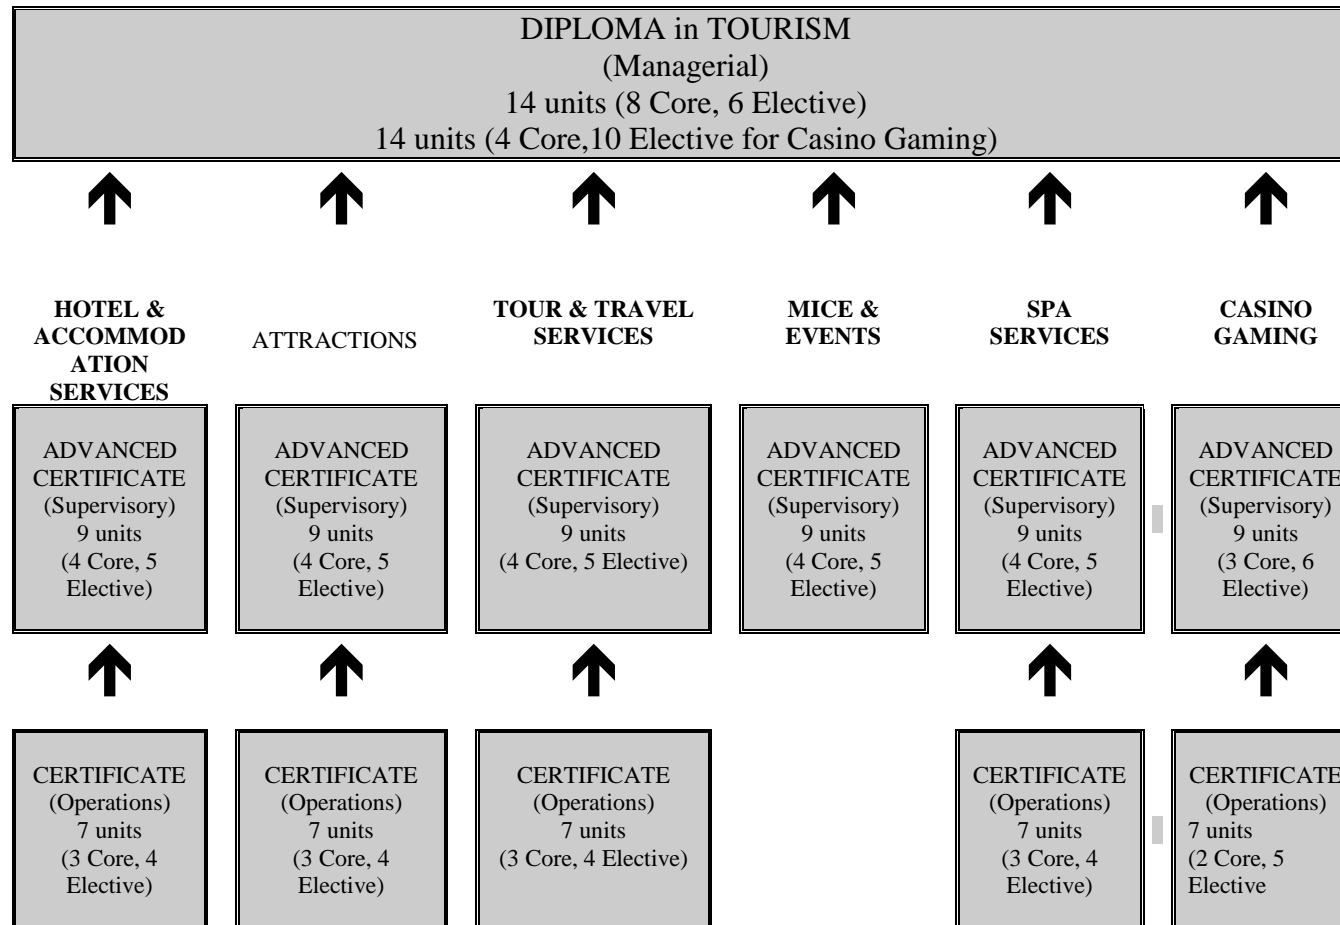 DIPLOMA in TOURISM
(Managerial)
14 units (8 Core, 6 Elective)
14 units (4 Core,10 Elective for Casino Gaming)
HOTEL &
ACCOMMOD
ATION
SERVICES
ATTRACTIONS
TOUR & TRAVEL
SERVICES
MICE &
EVENTS
SPA
SERVICES
CASINO
GAMING
ADVANCED
CERTIFICATE
(Supervisory)
9 units
(4 Core, 5
Elective)
ADVANCED
CERTIFICATE
(Supervisory)
9 units
(4 Core, 5
Elective)
ADVANCED
CERTIFICATE
(Supervisory)
9 units
(4 Core, 5 Elective)
ADVANCED
CERTIFICATE
(Supervisory)
9 units
(4 Core, 5
Elective)
ADVANCED
CERTIFICATE
(Supervisory)
9 units
(4 Core, 5
Elective)
ADVANCED
CERTIFICATE
(Supervisory)
9 units
(3 Core, 6
Elective)
CERTIFICATE
(Operations)
7 units
(3 Core, 4
Elective)
CERTIFICATE
(Operations)
7 units
(3 Core, 4
Elective)
CERTIFICATE
(Operations)
7 units
(3 Core, 4 Elective)
CERTIFICATE
(Operations)
7 units
(3 Core, 4
Elective)
CERTIFICATE
(Operations)
7 units
(2 Core, 5
Elective